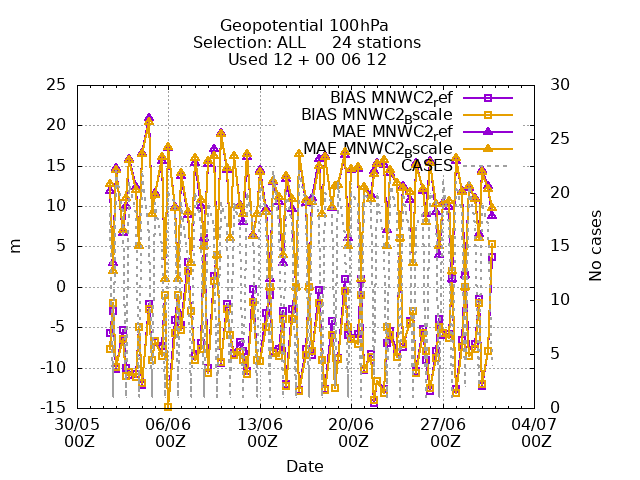 Geopotential 100hPa
Selection: ALL 24 stations
Used 12 + 00 06 12
BIAS MNWC2_ref
BIAS MNWC2_Bscale
MAE MNWC2_ref
MAE MNWC2_Bscale
CASES
25
20
15
10
5
0
-5
-10
-15
m
30
25
20
15
10
5
0
No cases
30/05 06/06 13/06 20/06 27/06 04/07
00Z 00Z 00Z 00Z 00Z 00Z
Date